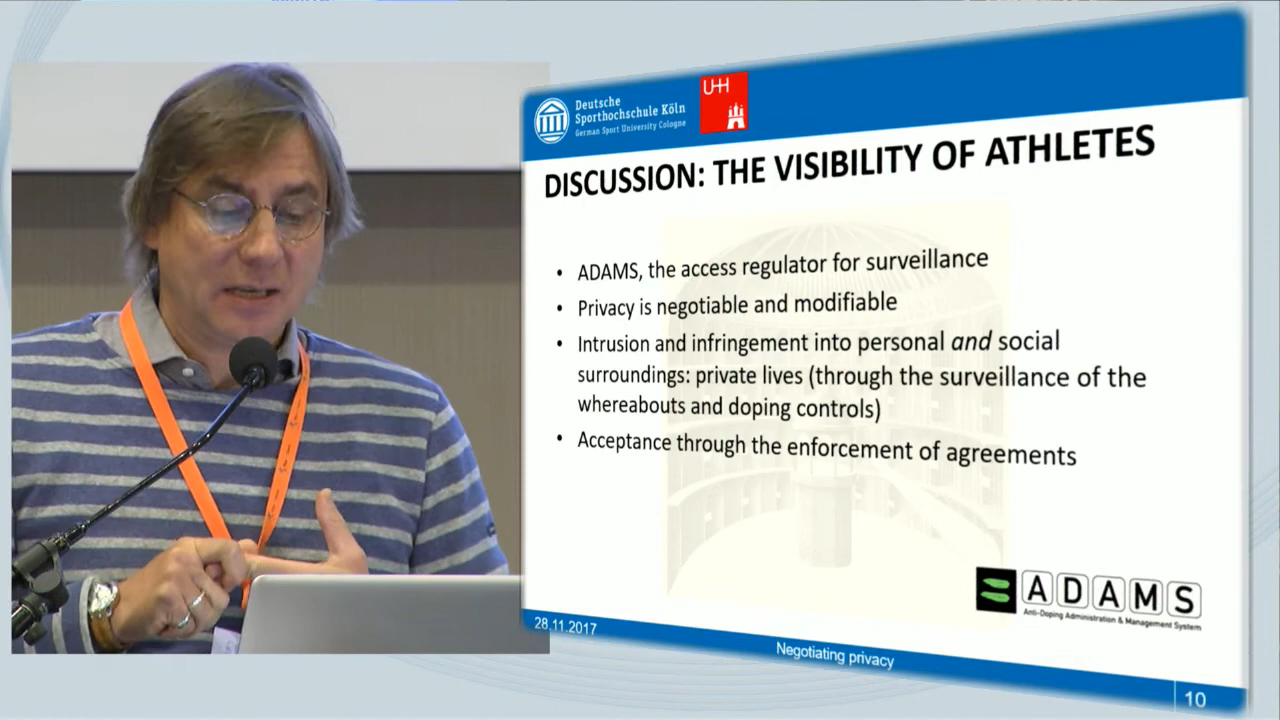 Deutsche
Sporthochschule Köln
German Sport University Cologne
UHH
DISCUSSION: THE VISIBILITY OF ATHLETES
• ADAMS, the access regulator for surveillance
• Privacy is negotiable and modifiable
• Intrusion and infringement into personal and social
surroundings: private lives (through the surveillance of the
whereabouts and doping controls)
• Acceptance through the enforcement of agreements
ADAMS
Anti-Doping Administration & Management System
28.11.2017
Negotiating privacy
10